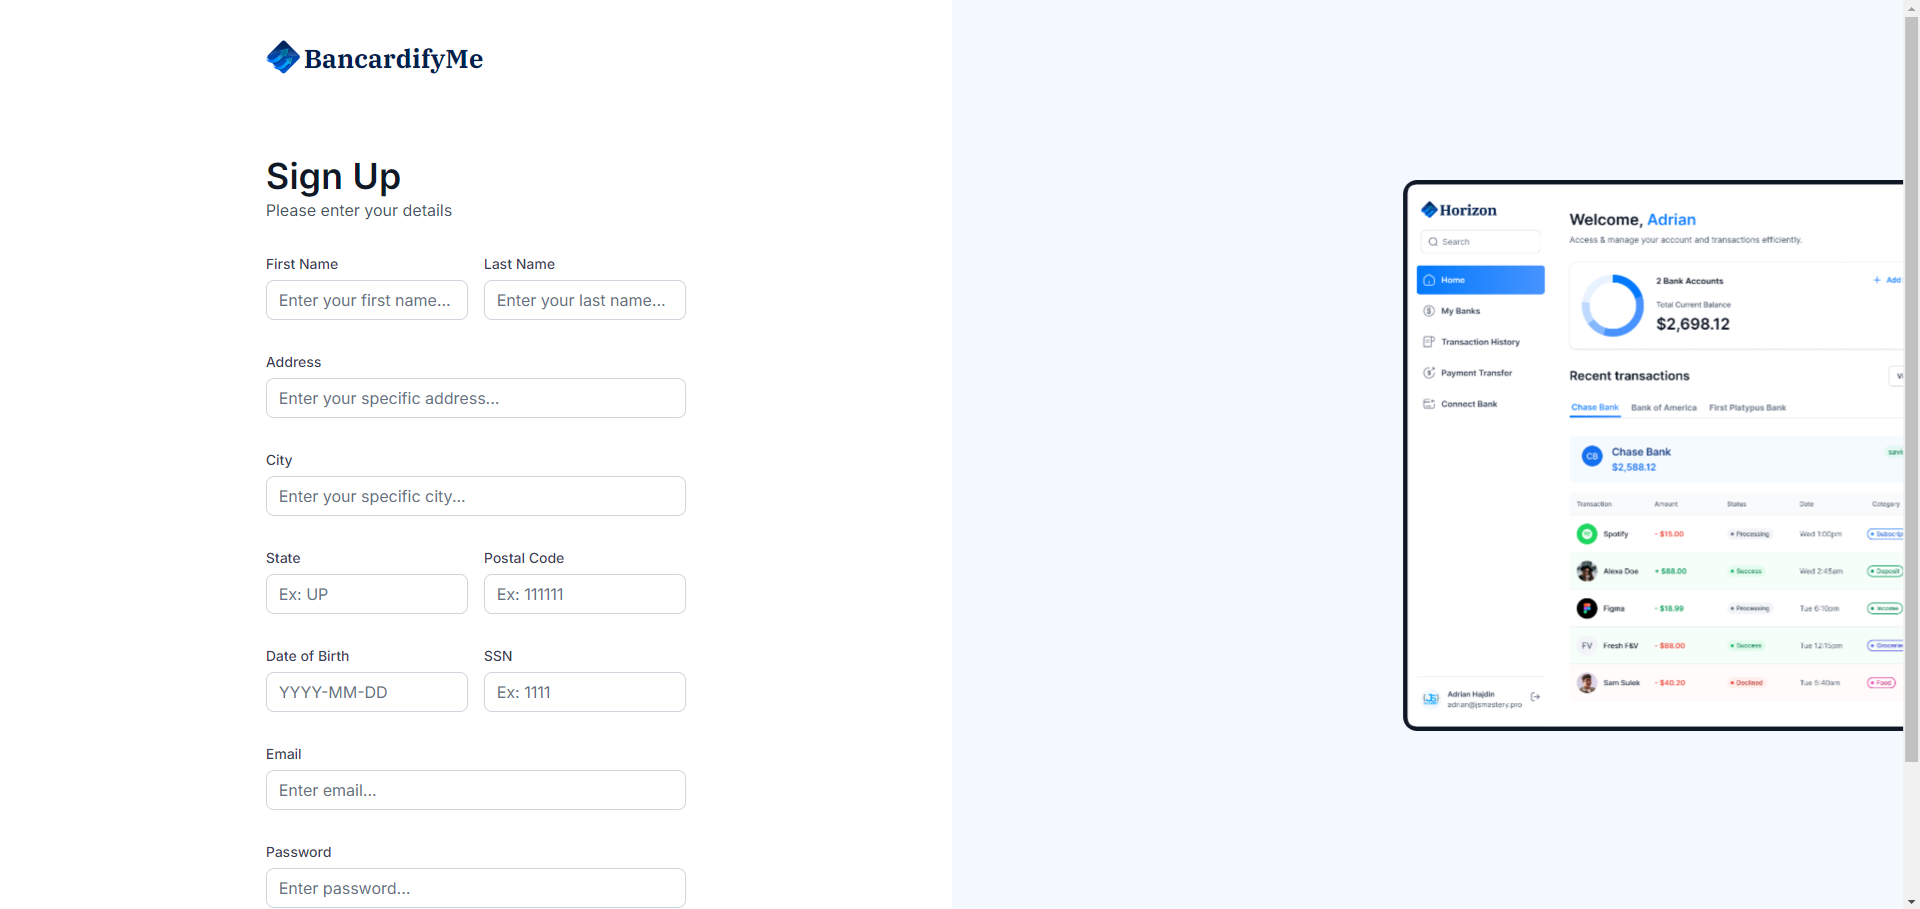 BancardifyMe
Sign Up
Please enter your details
First Name
Last Name
Enter your first name...
Enter your last name...
Address
Enter your specific address...
City
Enter your specific city...
State
Postal Code
Ex: UP
Ex: 111111
Date of Birth
SSN
YYYY-MM-DD
Ex: 1111
Email
Enter email...
Password
Enter password...
Horizon
Search
Home
My Banks
Transaction History
Payment Transfer
Connect Bank
Adrian Hajdin
adrian@jsmastery.pro
Welcome, Adrian
Access & manage your account and transactions efficiently.
2 Bank Accounts
+ Add
Total Current Balance
$2,698.12
Recent transactions
Chase Bank Bank of America First Platypus Bank
CB
Chase Bank
$2,588.12
Transaction Amount Status Date Category
Spotify - $15.00 Processing Wed 1:00pm
Alexa Doe + $88.00 Success Wed 2:45am Deposit
Figma - $18.99 Processing Tue 6:10pm Income
FV Fresh F&V - $88.00 Success Tue 12:15pm
Sam Sulek - $40.20 Declined Tue 5:40am Food